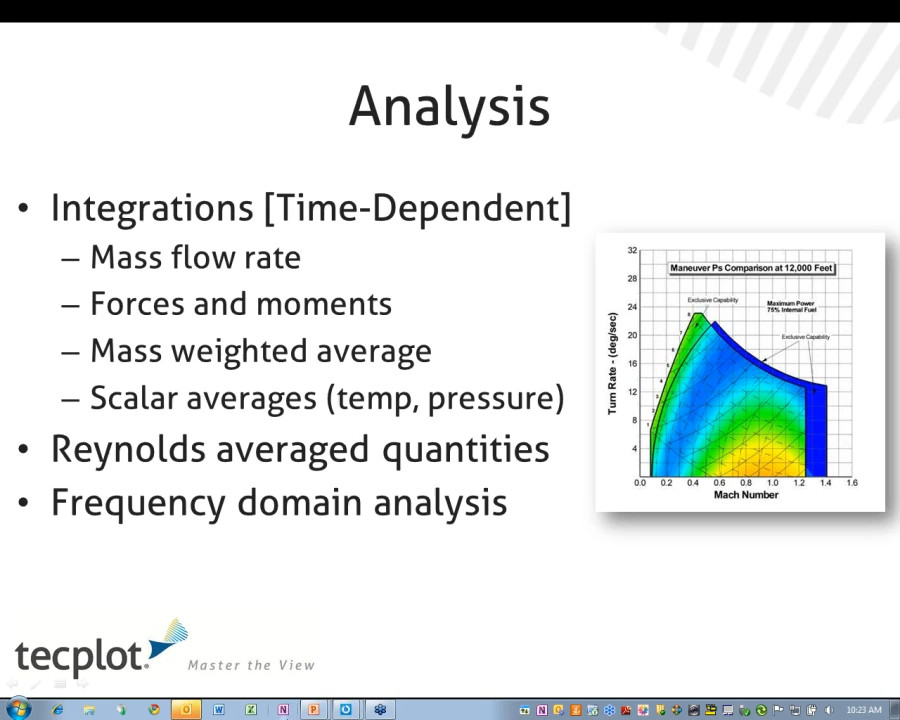 Analysis
• Integrations [Time-Dependent]
– Mass flow rate
– Forces and moments
– Mass weighted average
– Scalar averages (temp, pressure)
• Reynolds averaged quantities
• Frequency domain analysis
Maneuver Ps Comparison at 12,000 Feet
Exclusive Capability
Maximum Power
75% Internal Fuel
Exclusive Capability
Turn Rate - (deg/sec)
32
28
24
20
16
12
8
4
0.0 0.2 0.4 0.6 0.8 1.0 1.2 1.4 1.6
Mach Number
tecplot.
Master the View
10:23 AM